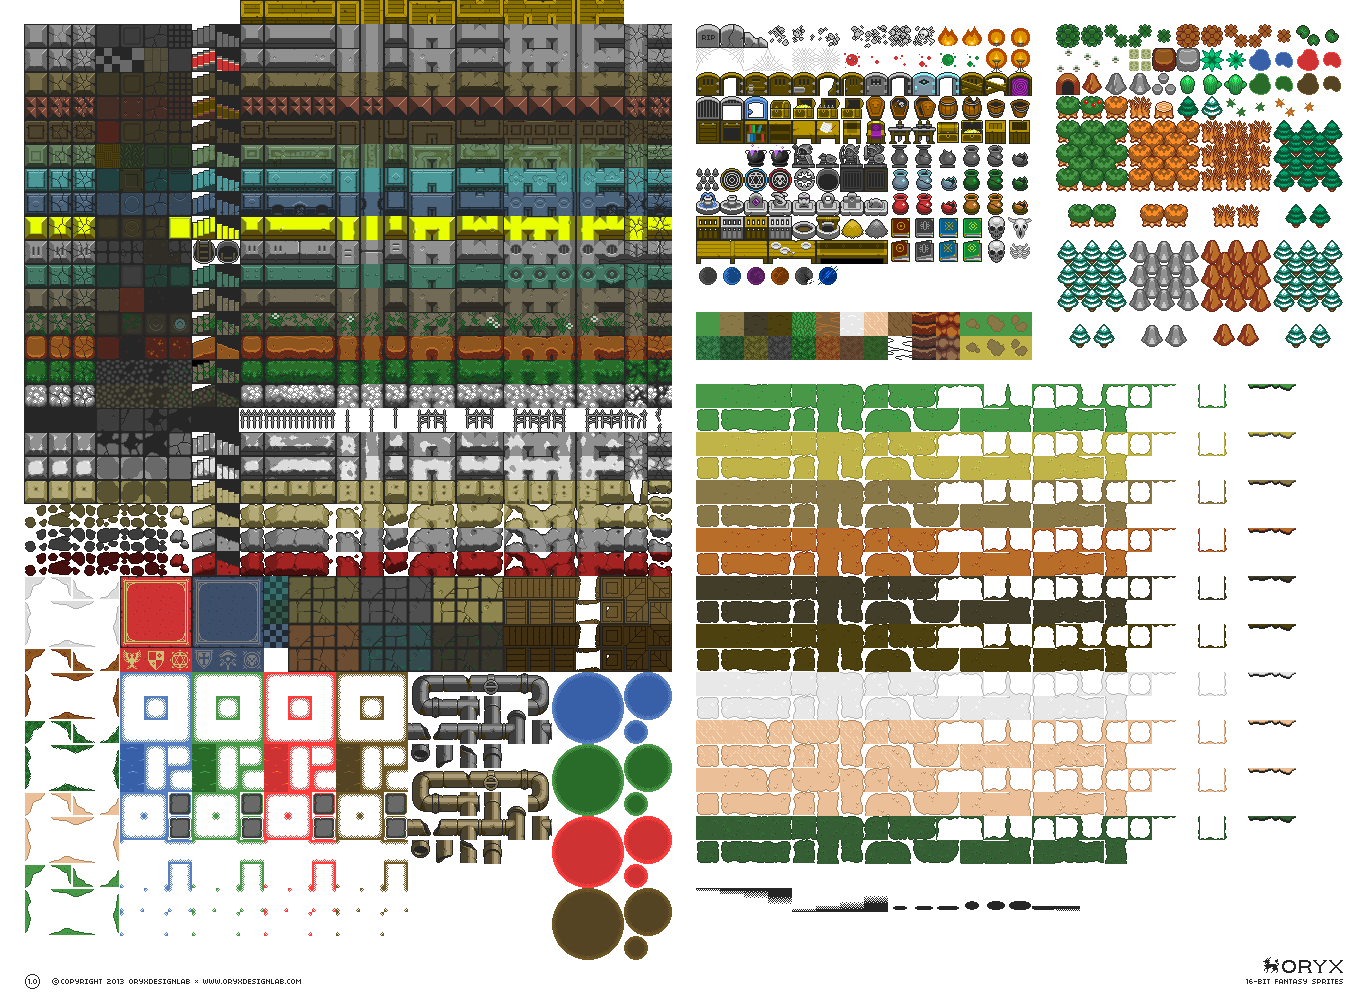 RIP
1.0 ©COPYRIGHT 2013 ORYXDESIGNLAB × WWW.ORYXDESIGNLAB.COM
ORYX
16-BIT FANTASY SPRITES